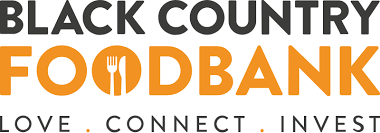 BLACK COUNTRY
FOODBANK
LOVE . CONNECT . INVEST